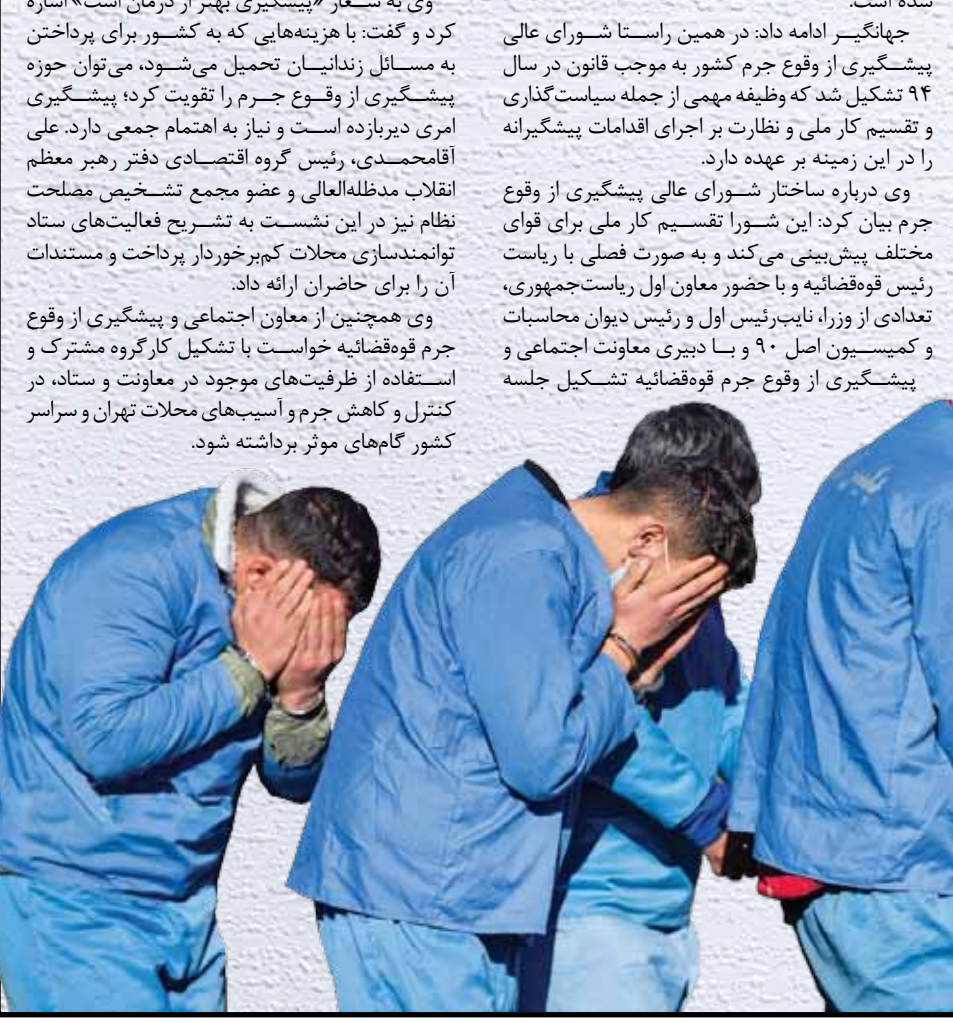 شده است.
جهانگیر ادامه داد: در همین راستا شورای عالی
پیشگیری از وقوع جرم کشور به موجب قانون در سال
۹۴ تشکیل شد که وظیفه مهمی از جمله سیاست‌گذاری
و تقسیم کار ملی و نظارت بر اجرای اقدامات پیشگیرانه
را در این زمینه بر عهده دارد.
وی درباره ساختار شورای عالی پیشگیری از وقوع
جرم بیان کرد: این شورا تقسیم کار ملی برای قوای
مختلف پیش‌بینی می‌کند و به صورت فصلی با ریاست
رئیس قوه‌قضائیه و با حضور معاون اول ریاست‌جمهوری،
تعدادی از وزرا، نایب‌رئیس اول و رئیس دیوان محاسبات
و کمیسیون اصل ۹۰ و با دبیری معاونت اجتماعی و
پیشگیری از وقوع جرم قوه‌قضائیه تشکیل جلسه
وی به شعار «پیشگیری بهتر از درمان است» اشاره
کرد و گفت: با هزینه‌هایی که به کشور برای پرداختن
به مسائل زندانیان تحمیل می‌شود، می‌توان حوزه
پیشگیری از وقوع جرم را تقویت کرد؛ پیشگیری
امری دیربازده است و نیاز به اهتمام جمعی دارد. علی
آقامحمدی، رئیس گروه اقتصادی دفتر رهبر معظم
انقلاب مدظله‌العالی و عضو مجمع تشخیص مصلحت
نظام نیز در این نشست به تشریح فعالیت‌های ستاد
توانمندسازی محلات کم‌برخوردار پرداخت و مستندات
آن را برای حاضران ارائه داد.
وی همچنین از معاون اجتماعی و پیشگیری از وقوع
جرم قوه‌قضائیه خواست با تشکیل کارگروه مشترک و
استفاده از ظرفیت‌های موجود در معاونت و ستاد، در
کنترل و کاهش جرم و آسیب‌های محلات تهران و سراسر
کشور گام‌های موثر برداشته شود.